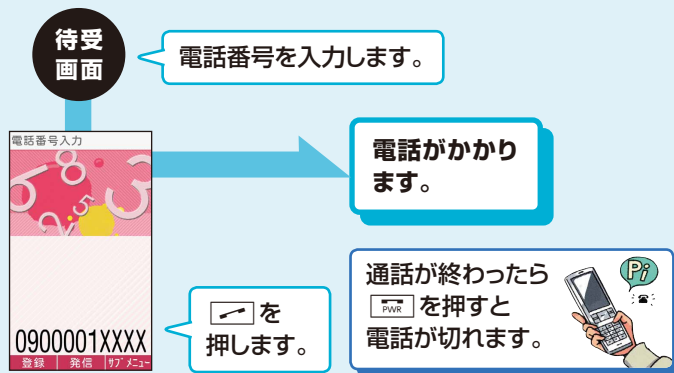 待受
画面
電話番号を入力します。
電話番号入力
電話がかかり
ます。
0900001XXXX
登録 発信 ｻﾌﾞﾒﾆｭｰ
を
押します。
通話が終わったら
PWR を押すと
電話が切れます。
Pi